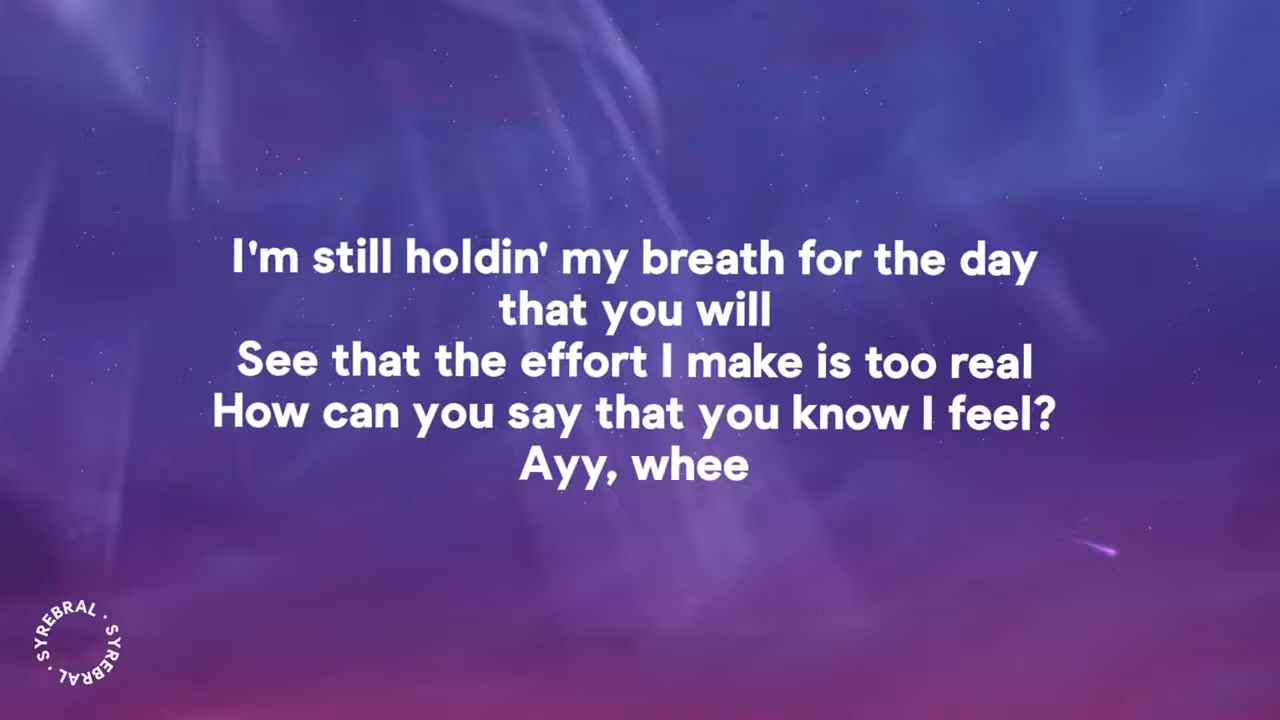 I'm still holdin' my breath for the day
that you will
See that the effort I make is too real
How can you say that you know I feel?
Ayy, whee
SYREBRAL · SYREBRAL ·